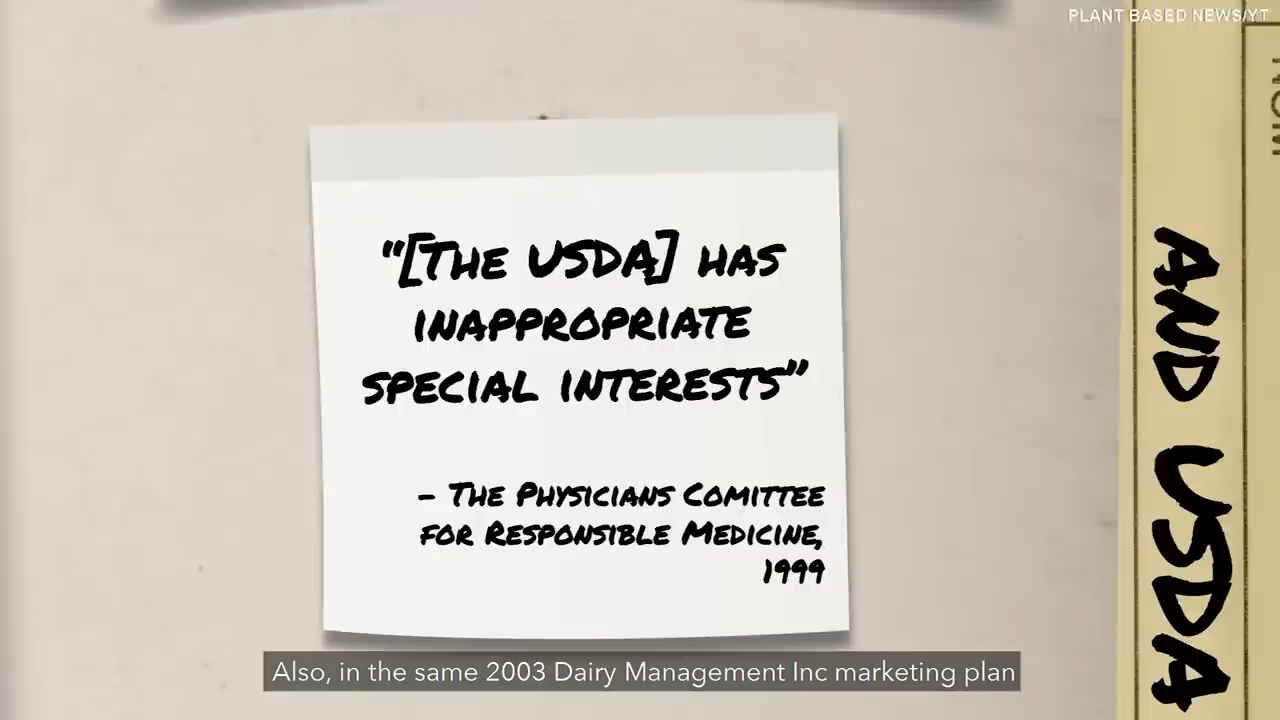 PLANT BASED NEWS/YT
"[THE USDA] HAS
INAPPROPRIATE
SPECIAL INTERESTS"
- THE PHYSICIANS COMITTEE
FOR RESPONSIBLE MEDICINE,
1999
Also, in the same 2003 Dairy Management Inc marketing plan
AND USDA